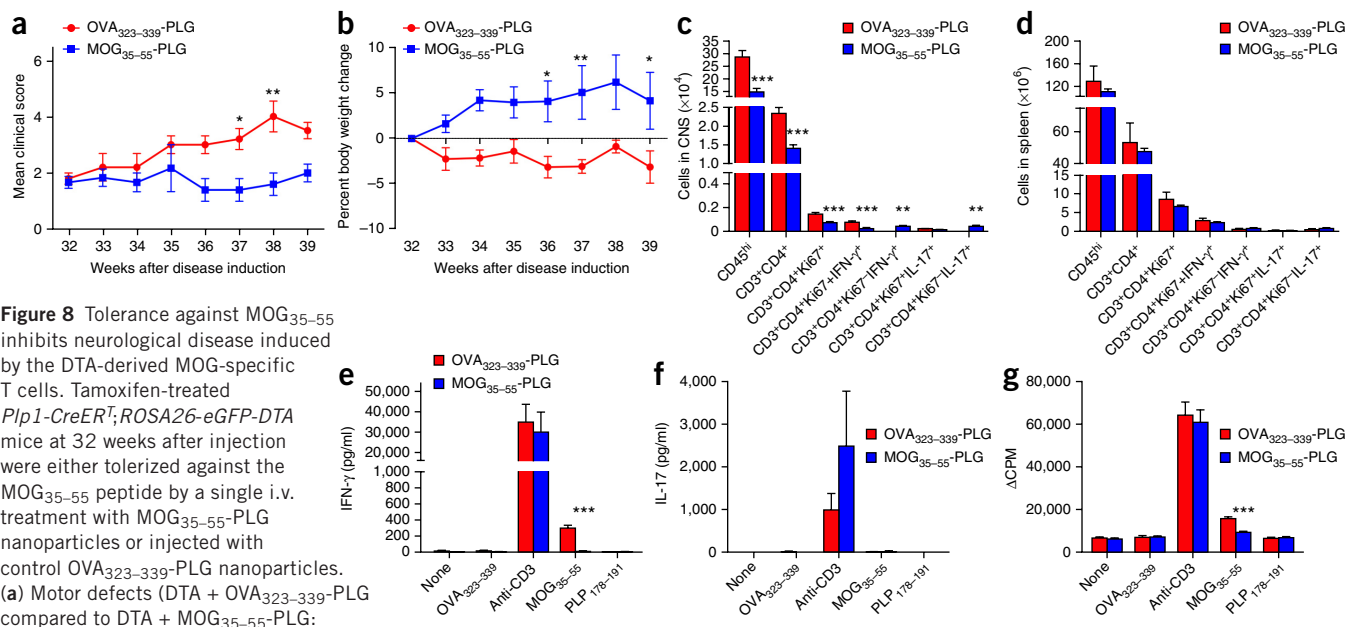 a
OVA323–339-PLG
MOG35–55-PLG
Mean clinical score
6
4
2
0
* **
32 33 34 35 36 37 38 39
Weeks after disease induction
b
OVA323–339-PLG
MOG35–55-PLG
Percent body weight change
10
5
0
−5
−10
* ** *
32 33 34 35 36 37 38 39
Weeks after disease induction
c
OVA323–339-PLG
MOG35–55-PLG
Cells in CNS (×10⁴)
35
30
25
20
15
10
2.5
2.0
1.5
1.0
0.4
0.2
0
*** *** *** *** ** **
CD45hi
CD3+CD4+
CD3+CD4+Ki67+
CD3+CD4+Ki67+IFN-γ+
CD3+CD4+Ki67−IFN-γ+
CD3+CD4+Ki67+IL-17+
CD3+CD4+Ki67−IL-17+
d
OVA323–339-PLG
MOG35–55-PLG
Cells in spleen (×10⁶)
200
160
120
60
40
15
10
5
0
CD45hi
CD3+CD4+
CD3+CD4+Ki67+
CD3+CD4+Ki67+IFN-γ+
CD3+CD4+Ki67−IFN-γ+
CD3+CD4+Ki67+IL-17+
CD3+CD4+Ki67−IL-17+
Figure 8 Tolerance against MOG35–55
inhibits neurological disease induced
by the DTA-derived MOG-specific
T cells. Tamoxifen-treated
Plp1-CreERT;ROSA26-eGFP-DTA
mice at 32 weeks after injection
were either tolerized against the
MOG35–55 peptide by a single i.v.
treatment with MOG35–55-PLG
nanoparticles or injected with
control OVA323–339-PLG nanoparticles.
(a) Motor defects (DTA + OVA323–339-PLG
compared to DTA + MOG35–55-PLG:
e
OVA323–339-PLG
MOG35–55-PLG
IFN-γ (pg/ml)
60,000
50,000
40,000
30,000
20,000
10,000
1,000
800
600
400
200
0
***
None
OVA323–339
Anti-CD3
MOG35–55
PLP178–191
f
OVA323–339-PLG
MOG35–55-PLG
IL-17 (pg/ml)
4,000
3,000
2,000
1,000
0
None
OVA323–339
Anti-CD3
MOG35–55
PLP178–191
g
OVA323–339-PLG
MOG35–55-PLG
ΔCPM
80,000
60,000
40,000
20,000
0
***
None
OVA323–339
Anti-CD3
MOG35–55
PLP178–191